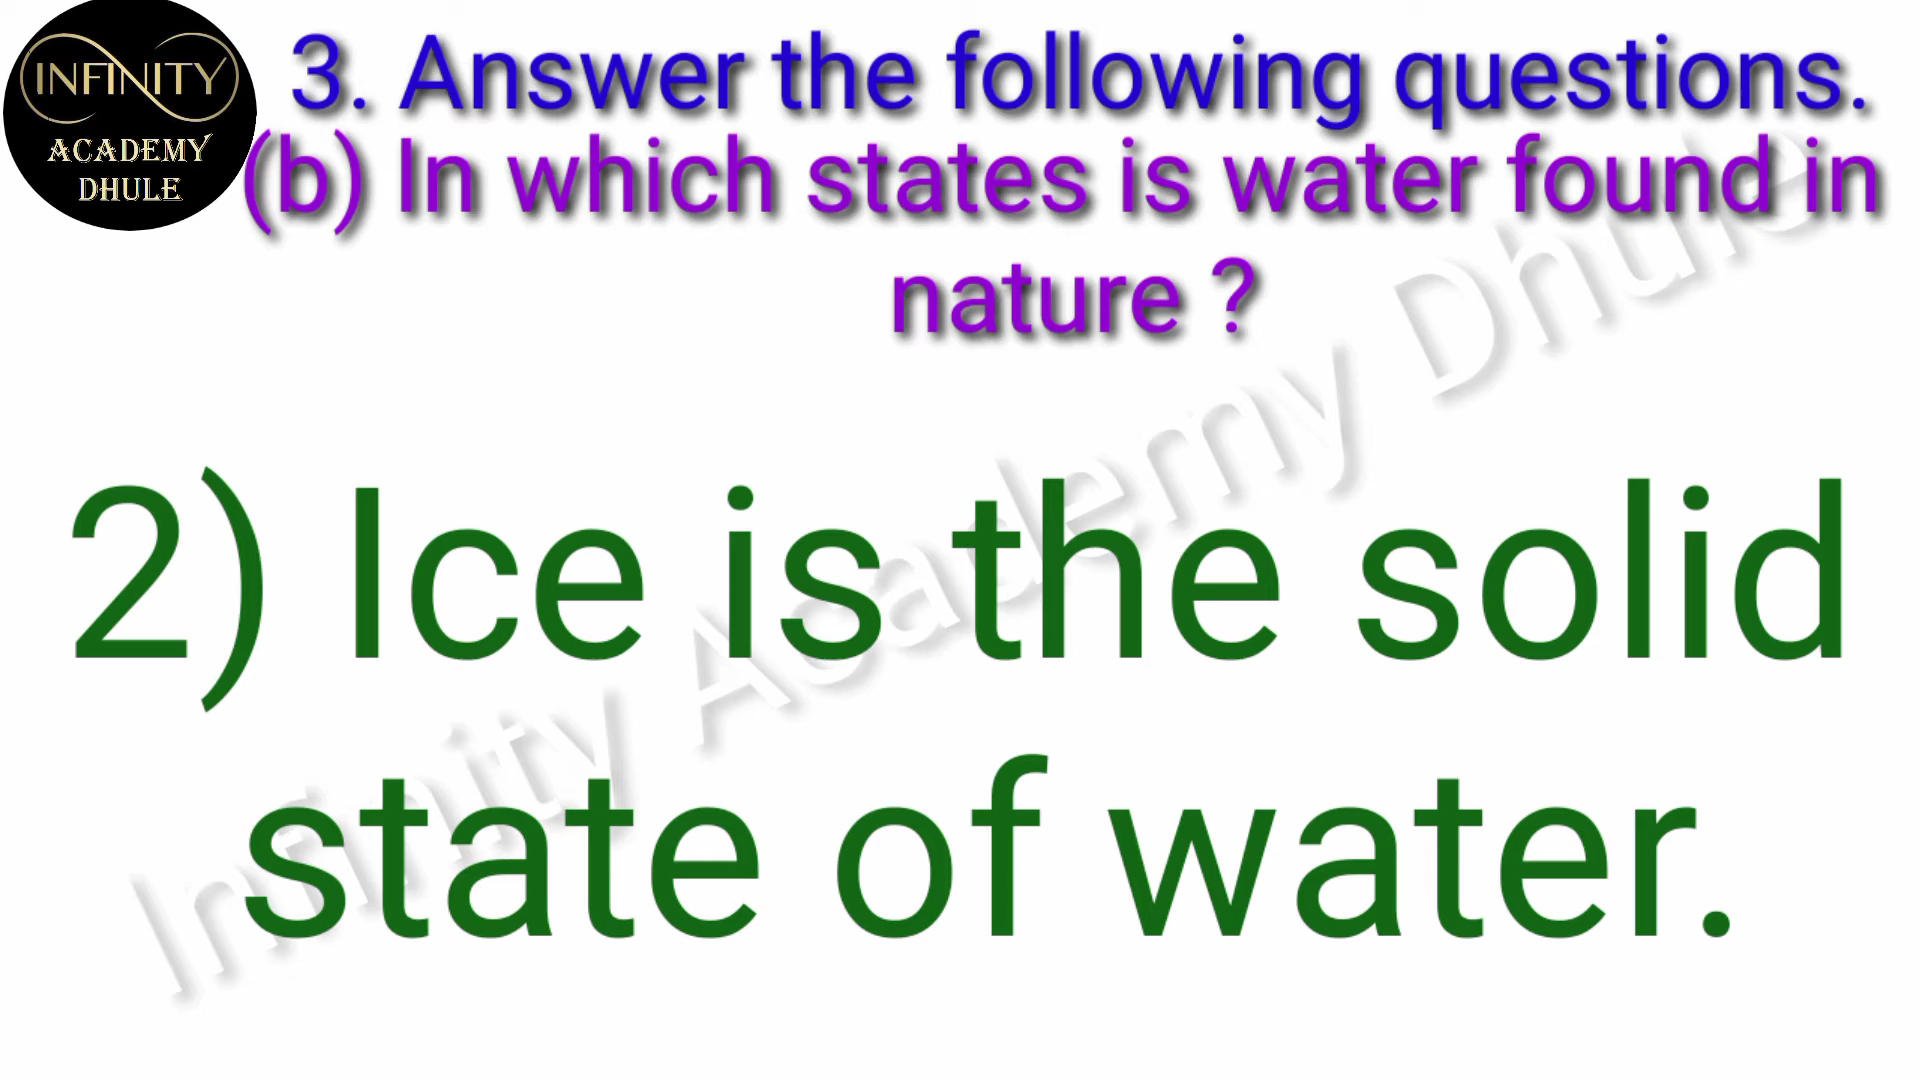 INFINITY
ACADEMY
DHULE
3. Answer the following questions.
(b) In which states is water found in
nature ?
2) Ice is the solid
state of water.
Infinity Academy Dhule